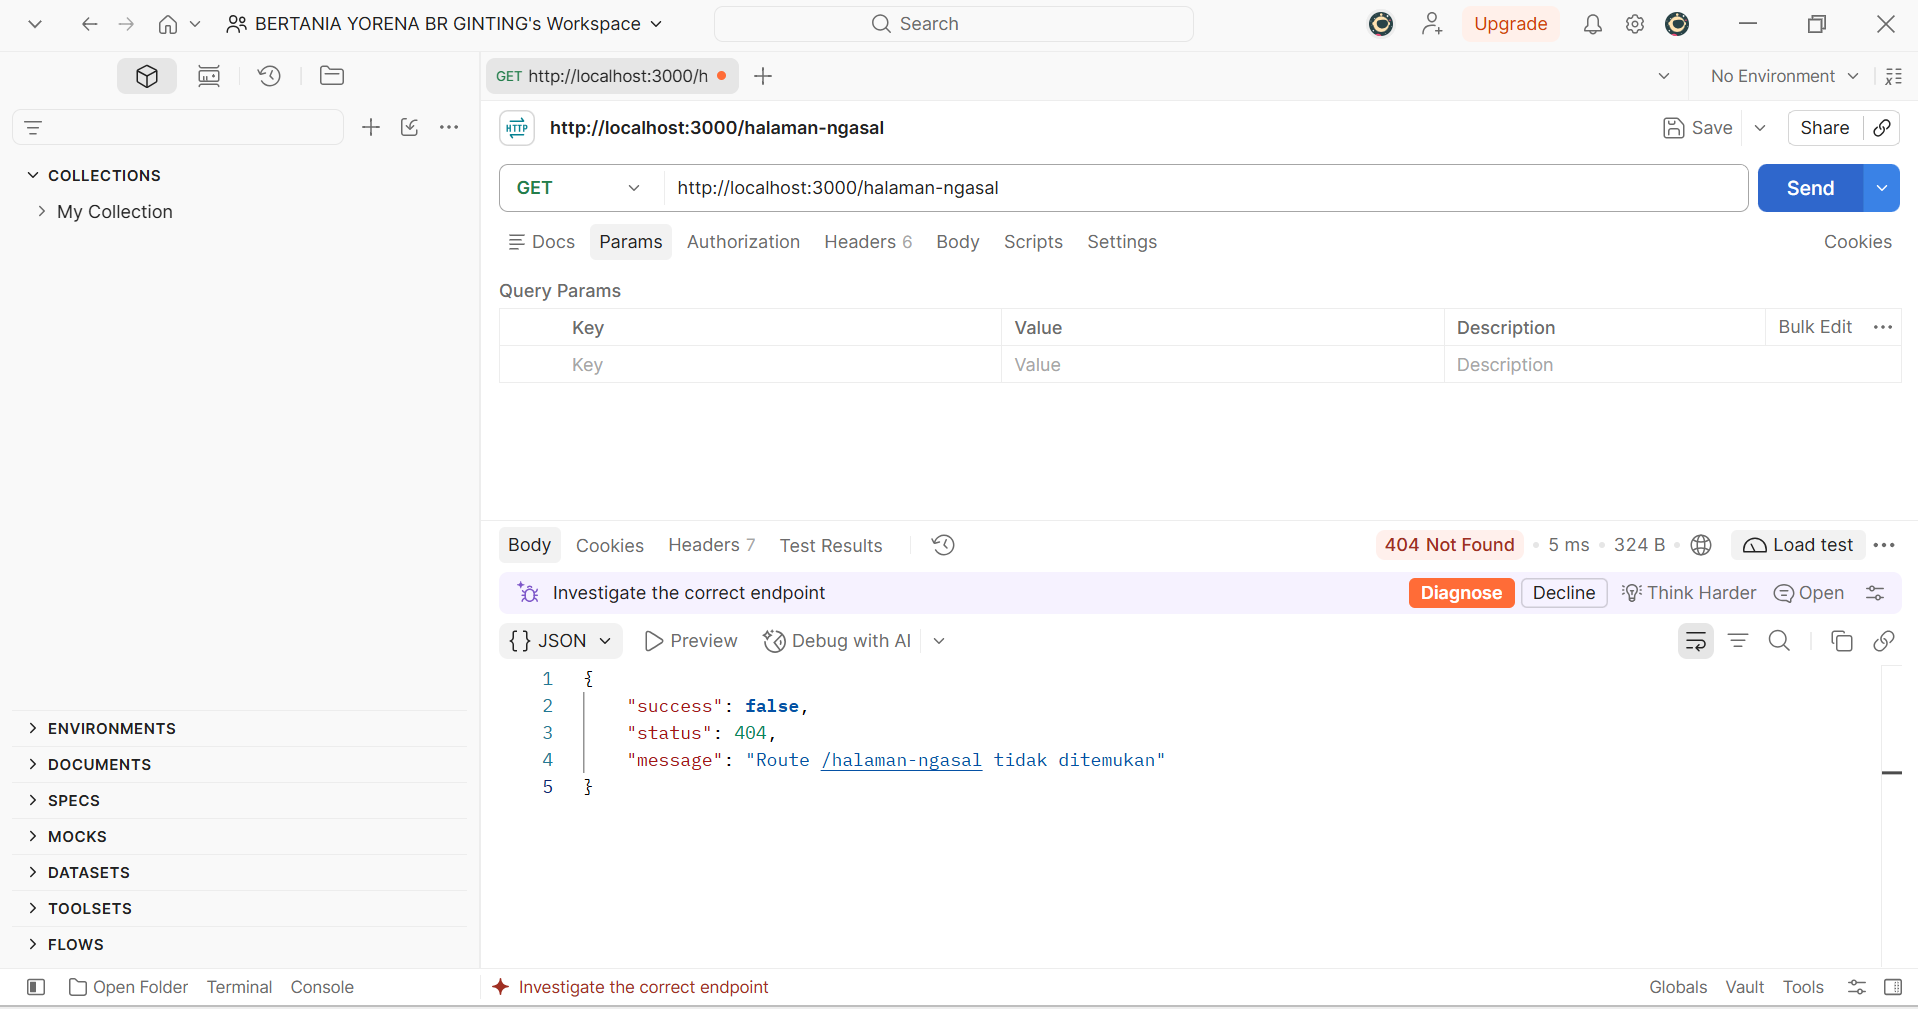 BERTANIA YORENA BR GINTING's Workspace
Search
Upgrade
GET http://localhost:3000/h
No Environment
HTTP http://localhost:3000/halaman-ngasal
Save
Share
COLLECTIONS
My Collection
GET http://localhost:3000/halaman-ngasal
Send
Docs Params Authorization Headers 6 Body Scripts Settings
Cookies
Query Params
Key Value Description Bulk Edit
Key Value Description
Body Cookies Headers 7 Test Results
404 Not Found • 5 ms • 324 B
Load test
Investigate the correct endpoint
Diagnose Decline Think Harder Open
{} JSON Preview Debug with AI
1 {
2 "success": false,
3 "status": 404,
4 "message": "Route /halaman-ngasal tidak ditemukan"
5 }
ENVIRONMENTS
DOCUMENTS
SPECS
MOCKS
DATASETS
TOOLSETS
FLOWS
Open Folder Terminal Console
Investigate the correct endpoint
Globals Vault Tools